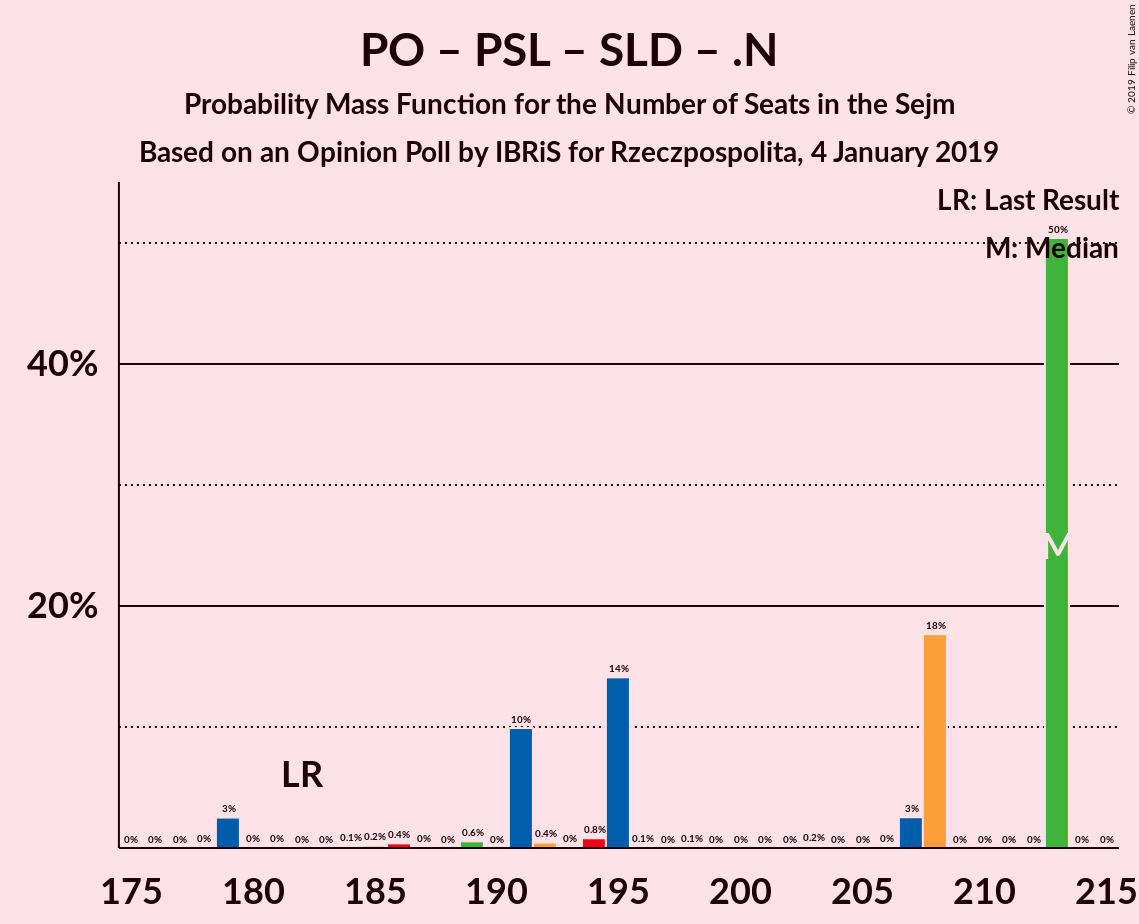 PO – PSL – SLD – .N
Probability Mass Function for the Number of Seats in the Sejm
Based on an Opinion Poll by IBRiS for Rzeczpospolita, 4 January 2019
© 2019 Filip van Laenen
LR: Last Result
M: Median
50%
40%
M
20%
18%
14%
10%
LR
3% 3%
0% 0% 0% 0% 0% 0% 0% 0% 0.1% 0.2% 0.4% 0% 0% 0.6% 0% 0.4% 0% 0.8% 0.1% 0% 0.1% 0% 0% 0% 0% 0.2% 0% 0% 0% 0% 0% 0% 0% 0% 0%
175 180 185 190 195 200 205 210 215